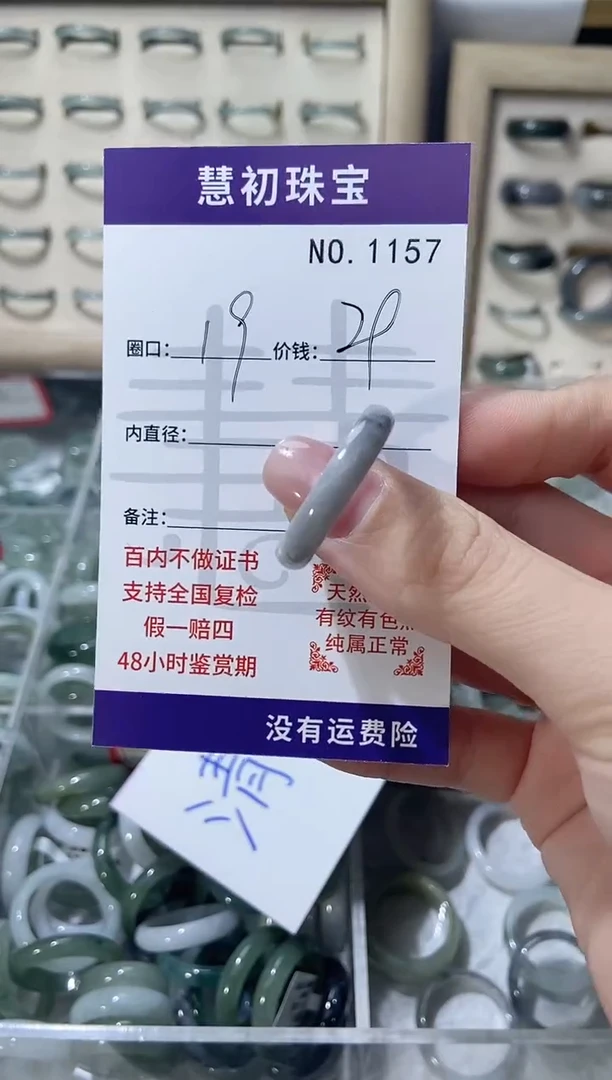 慧初珠宝
NO.1157
圈口: 19 价钱: 29
内直径:
备注:
百内不做证书
支持全国复检
假一赔四
48小时鉴赏期
天然
有纹有色
纯属正常
没有运费险
清